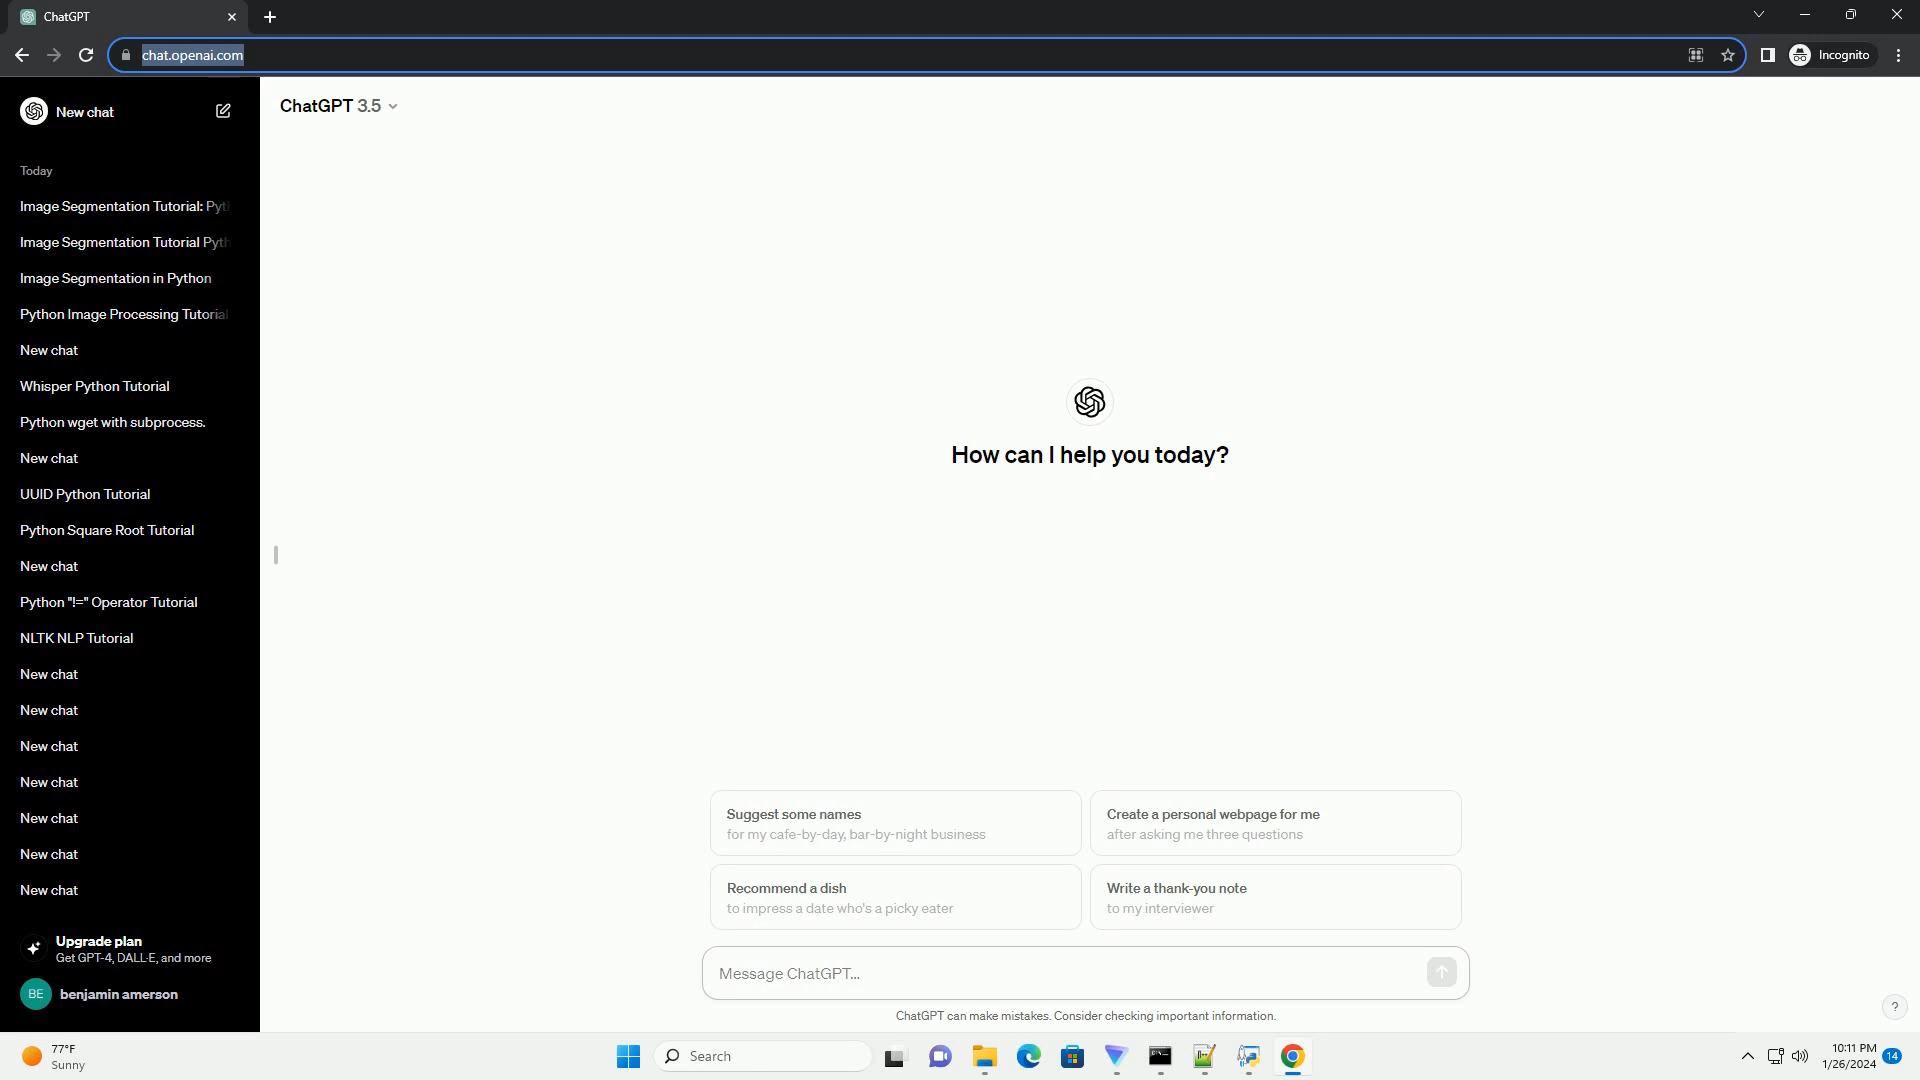 ChatGPT
chat.openai.com
Incognito
New chat
ChatGPT 3.5
Today
Image Segmentation Tutorial: Pyt
Image Segmentation Tutorial Pyth
Image Segmentation in Python
Python Image Processing Tutorial
New chat
Whisper Python Tutorial
Python wget with subprocess.
New chat
UUID Python Tutorial
Python Square Root Tutorial
New chat
Python "!=" Operator Tutorial
NLTK NLP Tutorial
New chat
New chat
New chat
New chat
New chat
New chat
New chat
Upgrade plan
Get GPT-4, DALL·E, and more
BE
benjamin amerson
How can I help you today?
Suggest some names
for my cafe-by-day, bar-by-night business
Create a personal webpage for me
after asking me three questions
Recommend a dish
to impress a date who's a picky eater
Write a thank-you note
to my interviewer
Message ChatGPT...
ChatGPT can make mistakes. Consider checking important information.
?
77°F
Sunny
Search
10:11 PM
1/26/2024
14